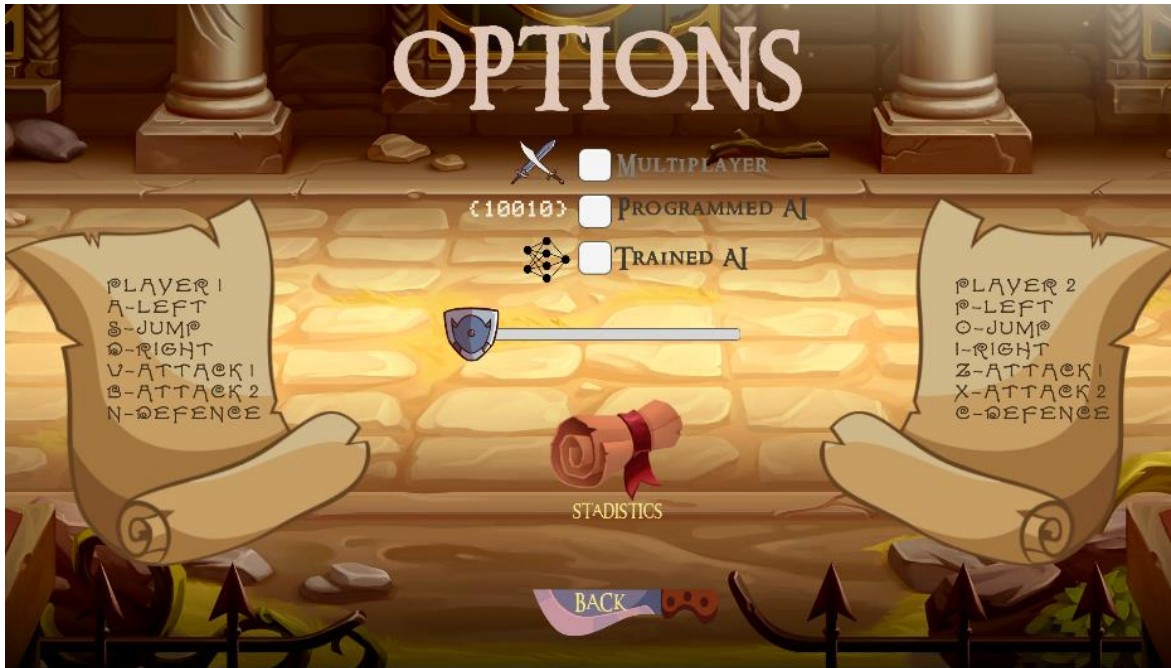 OPTIONS
MULTIPLAYER
{10010} PROGRAMMED AI
TRAINED AI
PLAYER 1
A-LEFT
S-JUMP
D-RIGHT
V-ATTACK 1
B-ATTACK 2
N-DEFENCE
PLAYER 2
P-LEFT
O-JUMP
I-RIGHT
Z-ATTACK 1
X-ATTACK 2
C-DEFENCE
STADISTICS
BACK